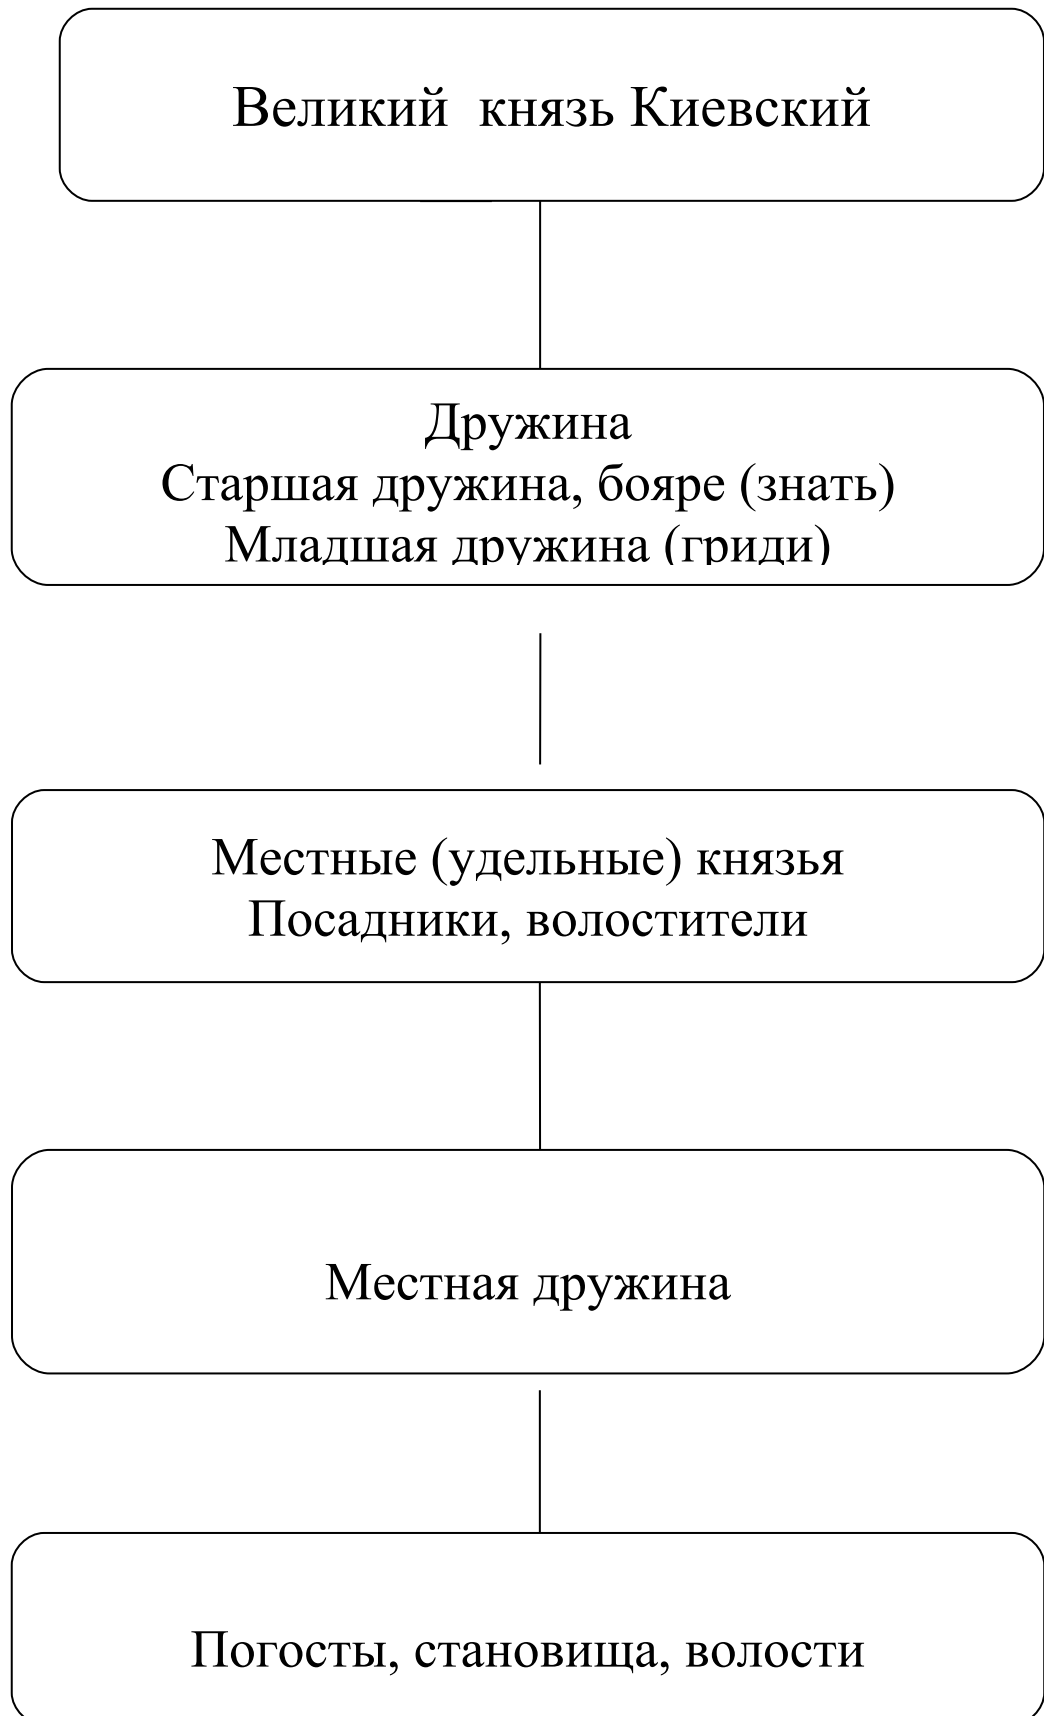 Великий князь Киевский
Дружина
Старшая дружина, бояре (знать)
Младшая дружина (гриди)
Местные (удельные) князья
Посадники, волостители
Местная дружина
Погосты, становища, волости